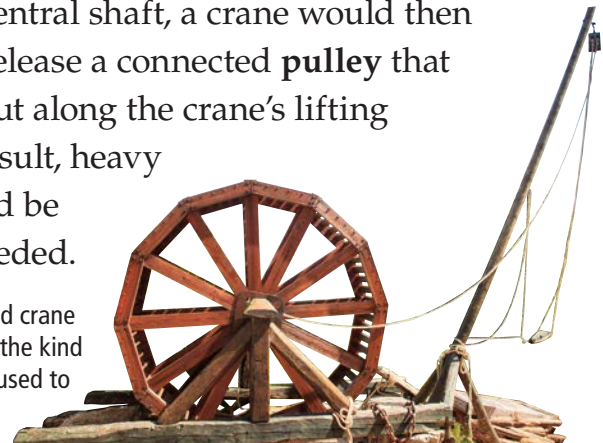 entral shaft, a crane would then
elease a connected pulley that
ut along the crane's lifting
sult, heavy
d be
eded.
d crane
the kind
used to